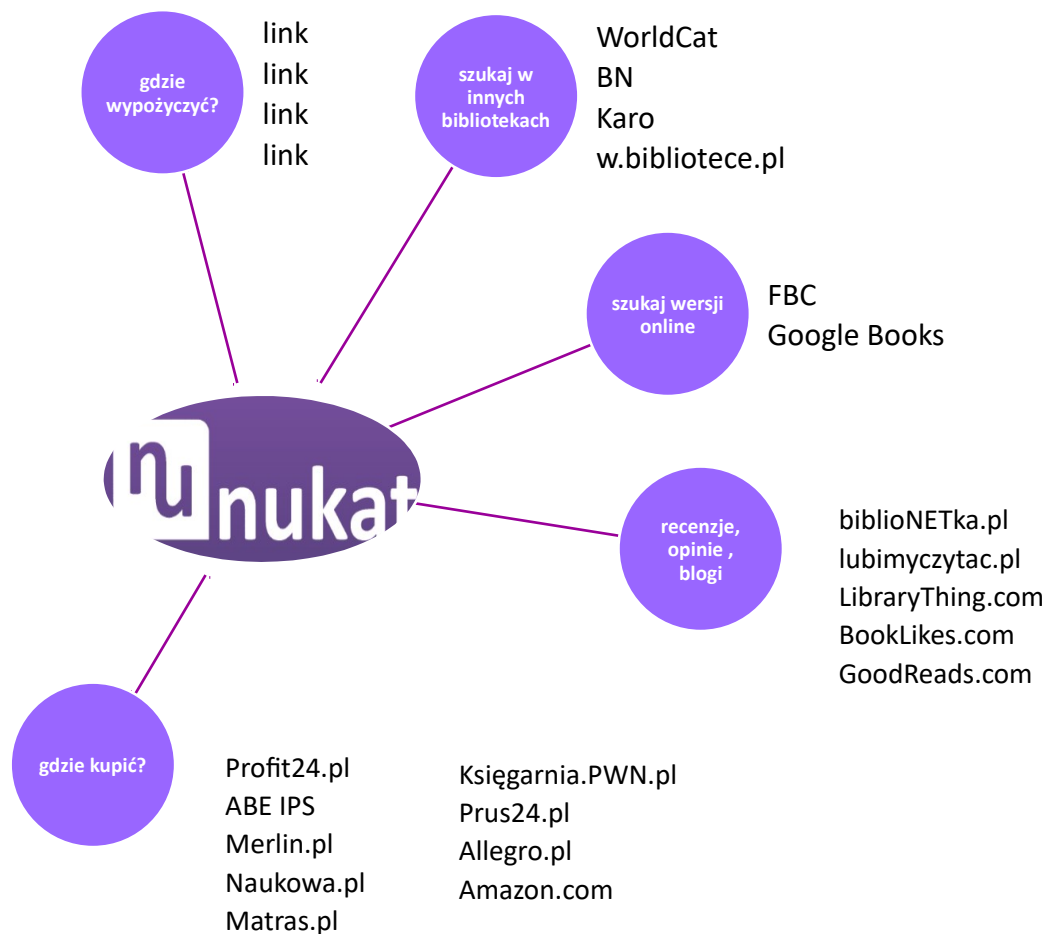 gdzie
wypożyczyć?
link
link
link
link
szukaj w
innych
bibliotekach
WorldCat
BN
Karo
w.bibliotece.pl
szukaj wersji
online
FBC
Google Books
nu nukat
recenzje,
opinie ,
blogi
biblioNETka.pl
lubimyczytac.pl
LibraryThing.com
BookLikes.com
GoodReads.com
gdzie kupić?
Profit24.pl
ABE IPS
Merlin.pl
Naukowa.pl
Matras.pl
Księgarnia.PWN.pl
Prus24.pl
Allegro.pl
Amazon.com